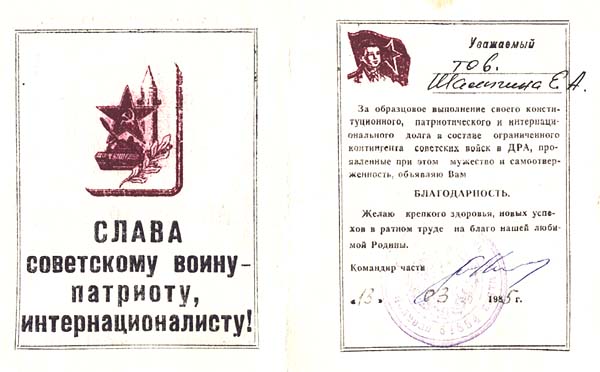 СЛАВА
советскому воину-
патриоту,
интернационалисту!
Уважаемый
тов.
Шаляпина Е.А.
За образцовое выполнение своего консти-
туционного, патриотического и интернаци-
онального долга в составе ограниченного
контингента советских войск в ДРА, про-
явленные при этом мужество и самоотвер-
женность, объявляю Вам
БЛАГОДАРНОСТЬ.
Желаю крепкого здоровья, новых успе-
хов в ратном труде на благо нашей люби-
мой Родины.
Командир части
„13„ 03 1985 г.